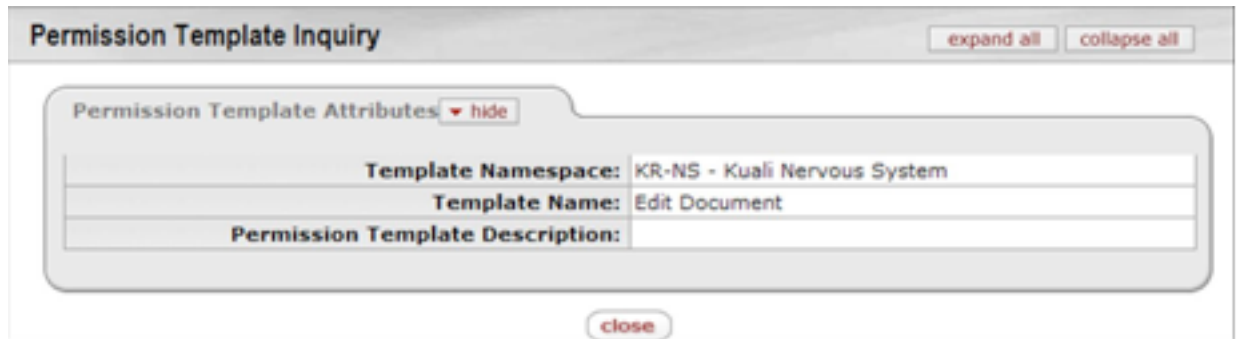 Permission Template Inquiry expand all collapse all
Permission Template Attributes hide
Template Namespace: KR-NS - Kuali Nervous System
Template Name: Edit Document
Permission Template Description:
close